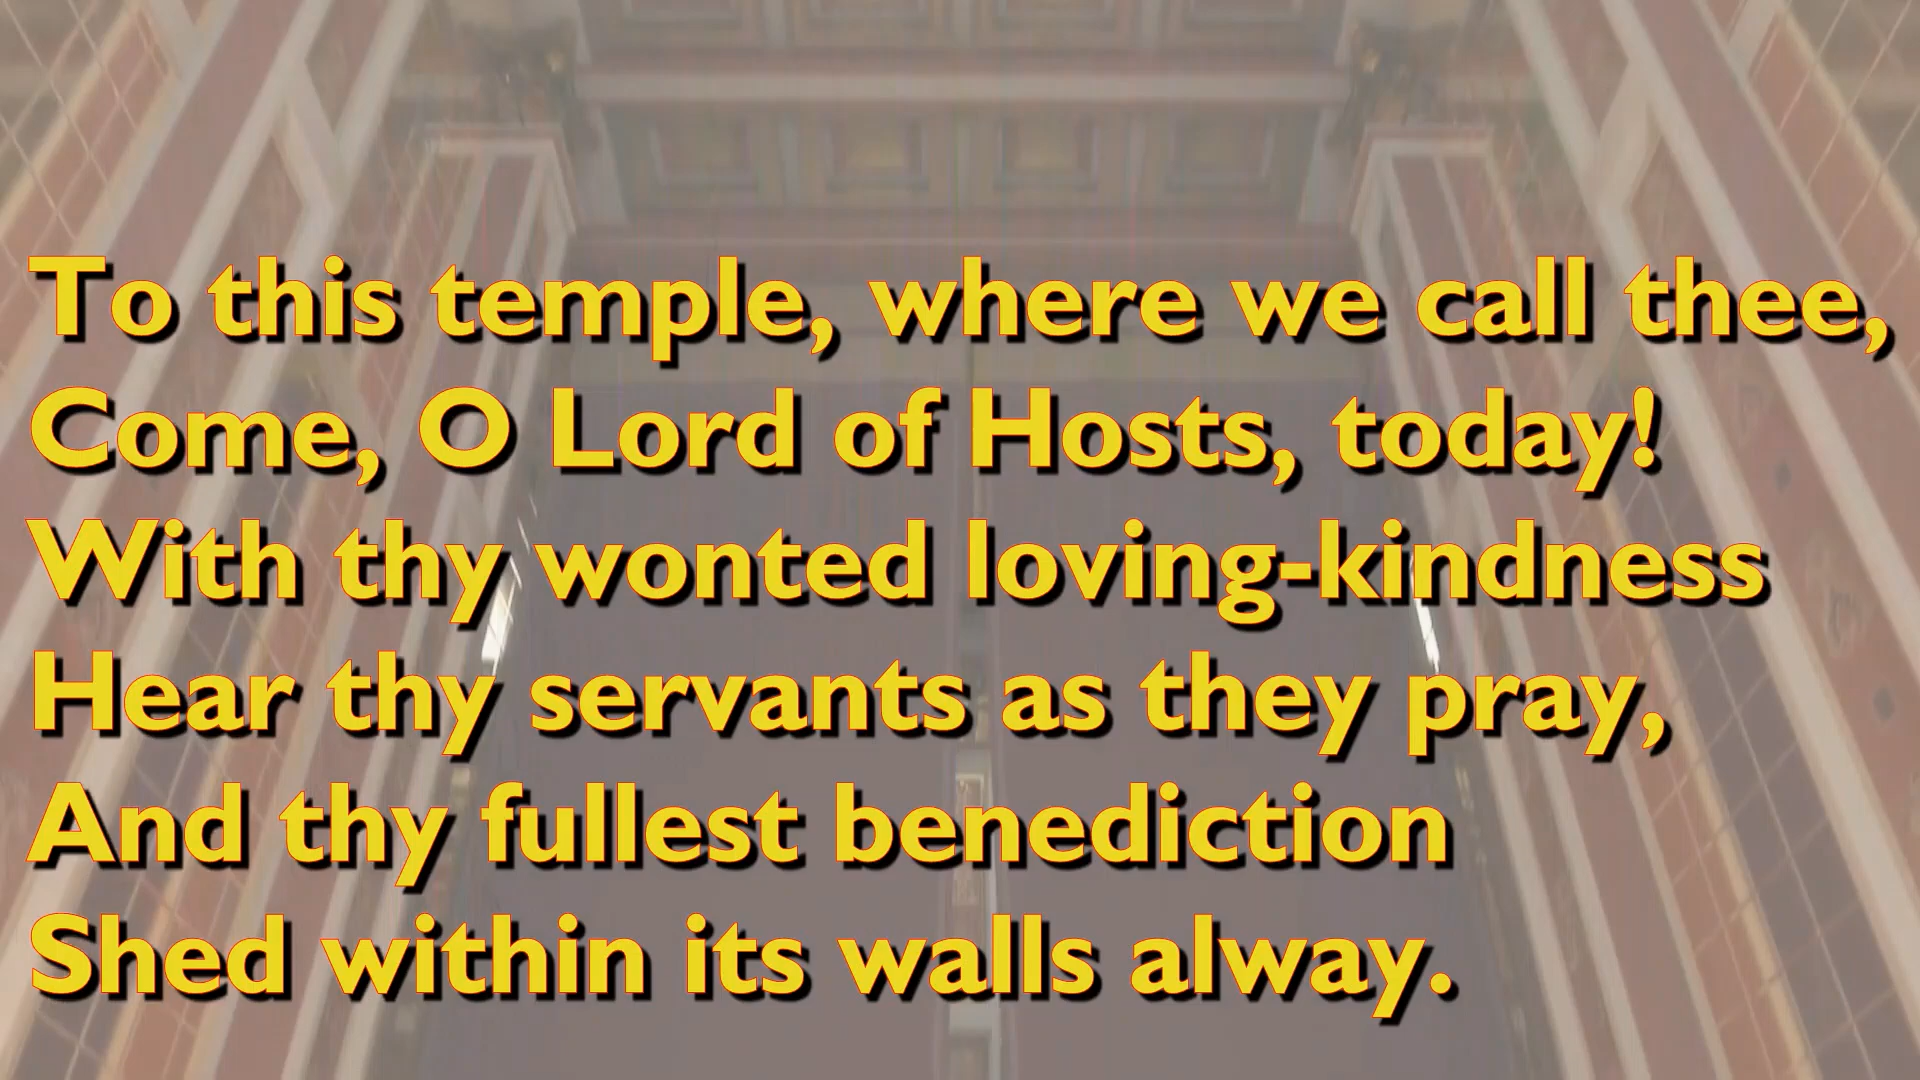 To this temple, where we call thee,
Come, O Lord of Hosts, today!
With thy wonted loving-kindness
Hear thy servants as they pray,
And thy fullest benediction
Shed within its walls alway.